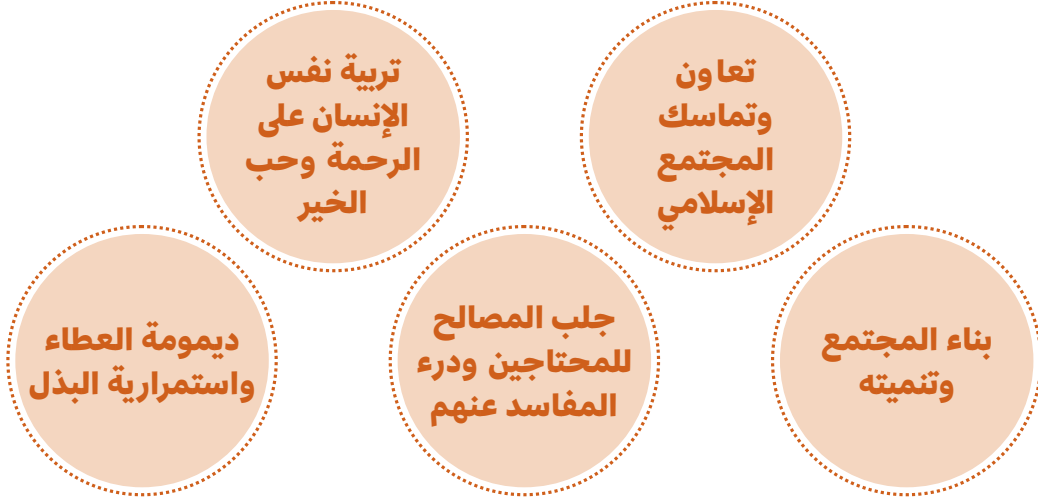 بناء المجتمع
وتنميته
تعاون
وتماسك
المجتمع
الإسلامي
جلب المصالح
للمحتاجين ودرء
المفاسد عنهم
تربية نفس
الإنسان على
الرحمة وحب
الخير
ديمومة العطاء
واستمرارية البذل